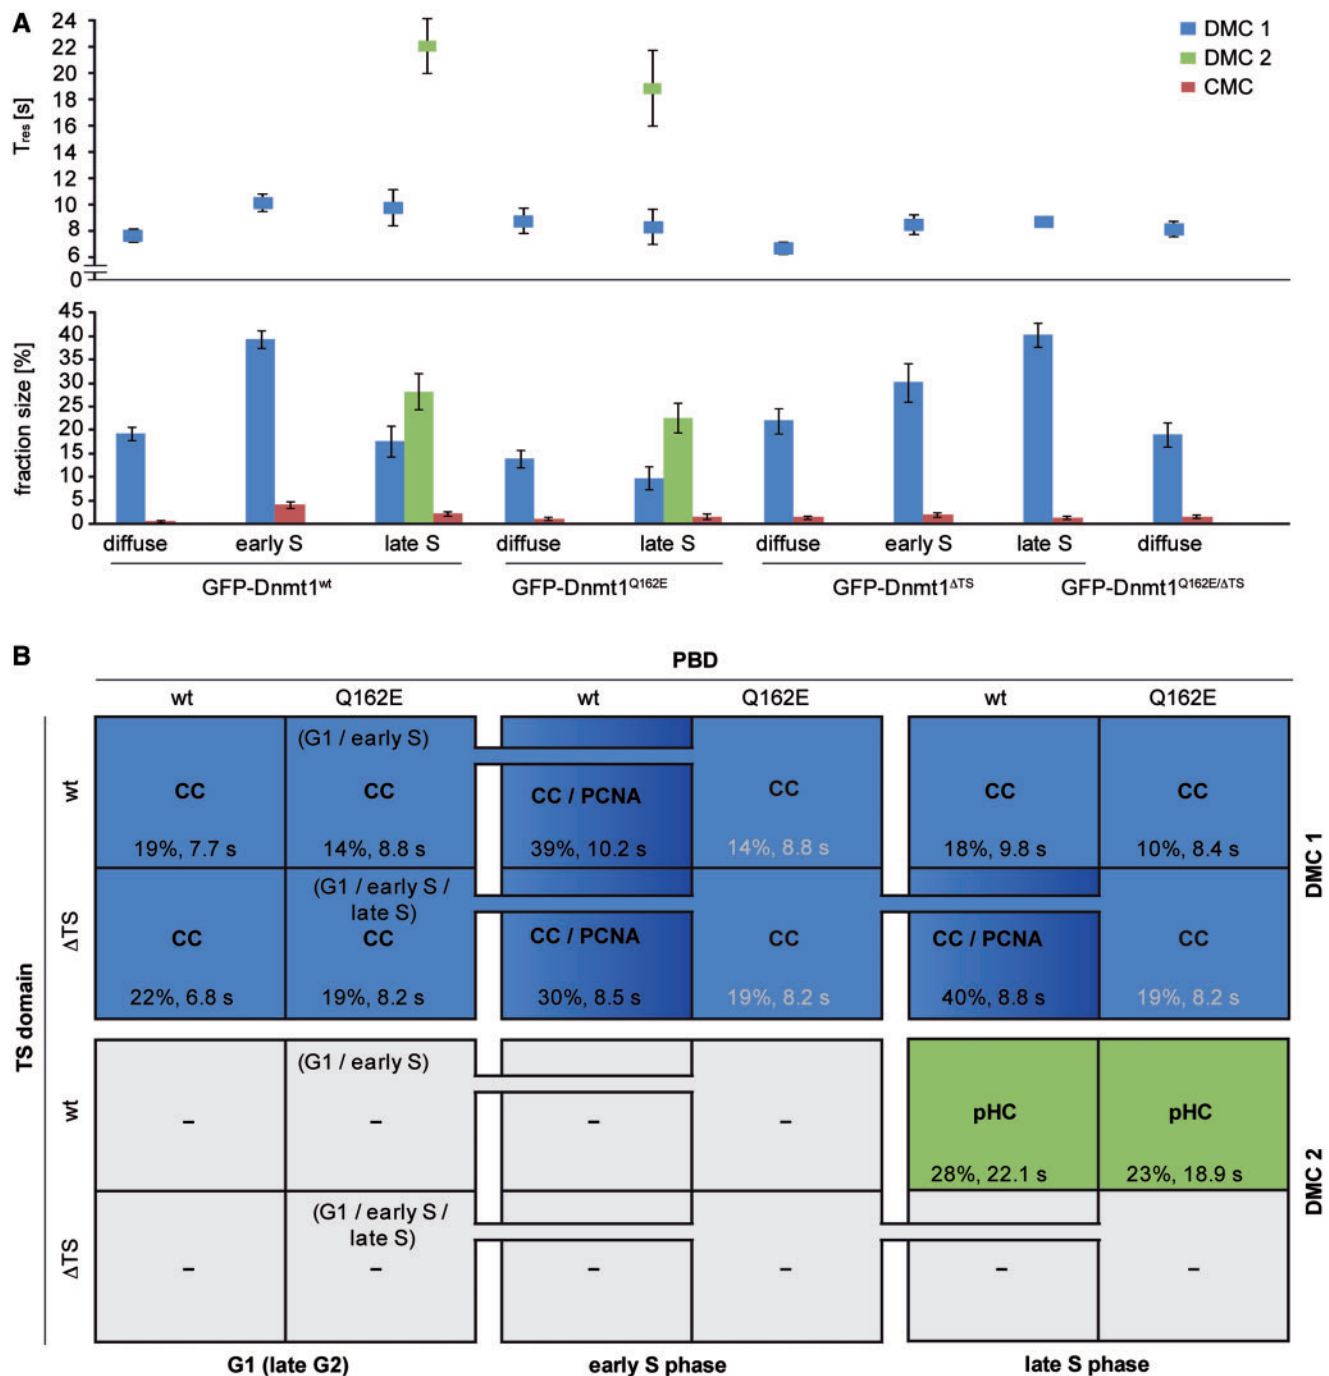 A
24
22
20
18
16
14
12
10
8
6
0
Tres [s]
DMC 1
DMC 2
CMC
45
40
35
30
25
20
15
10
5
0
fraction size [%]
diffuse early S late S diffuse late S diffuse early S late S diffuse
GFP-Dnmt1wt GFP-Dnmt1Q162E GFP-Dnmt1ΔTS GFP-Dnmt1Q162E/ΔTS
B
PBD
wt Q162E wt Q162E wt Q162E
TS domain
wt
(G1 / early S)
CC CC CC / PCNA CC CC CC
19%, 7.7 s 14%, 8.8 s 39%, 10.2 s 14%, 8.8 s 18%, 9.8 s 10%, 8.4 s
DMC 1
ΔTS
(G1 / early S /
late S)
CC CC CC / PCNA CC CC / PCNA CC
22%, 6.8 s 19%, 8.2 s 30%, 8.5 s 19%, 8.2 s 40%, 8.8 s 19%, 8.2 s
wt
(G1 / early S)
– – – – pHC pHC
28%, 22.1 s 23%, 18.9 s
DMC 2
ΔTS
(G1 / early S /
late S)
– – – – – –
G1 (late G2) early S phase late S phase